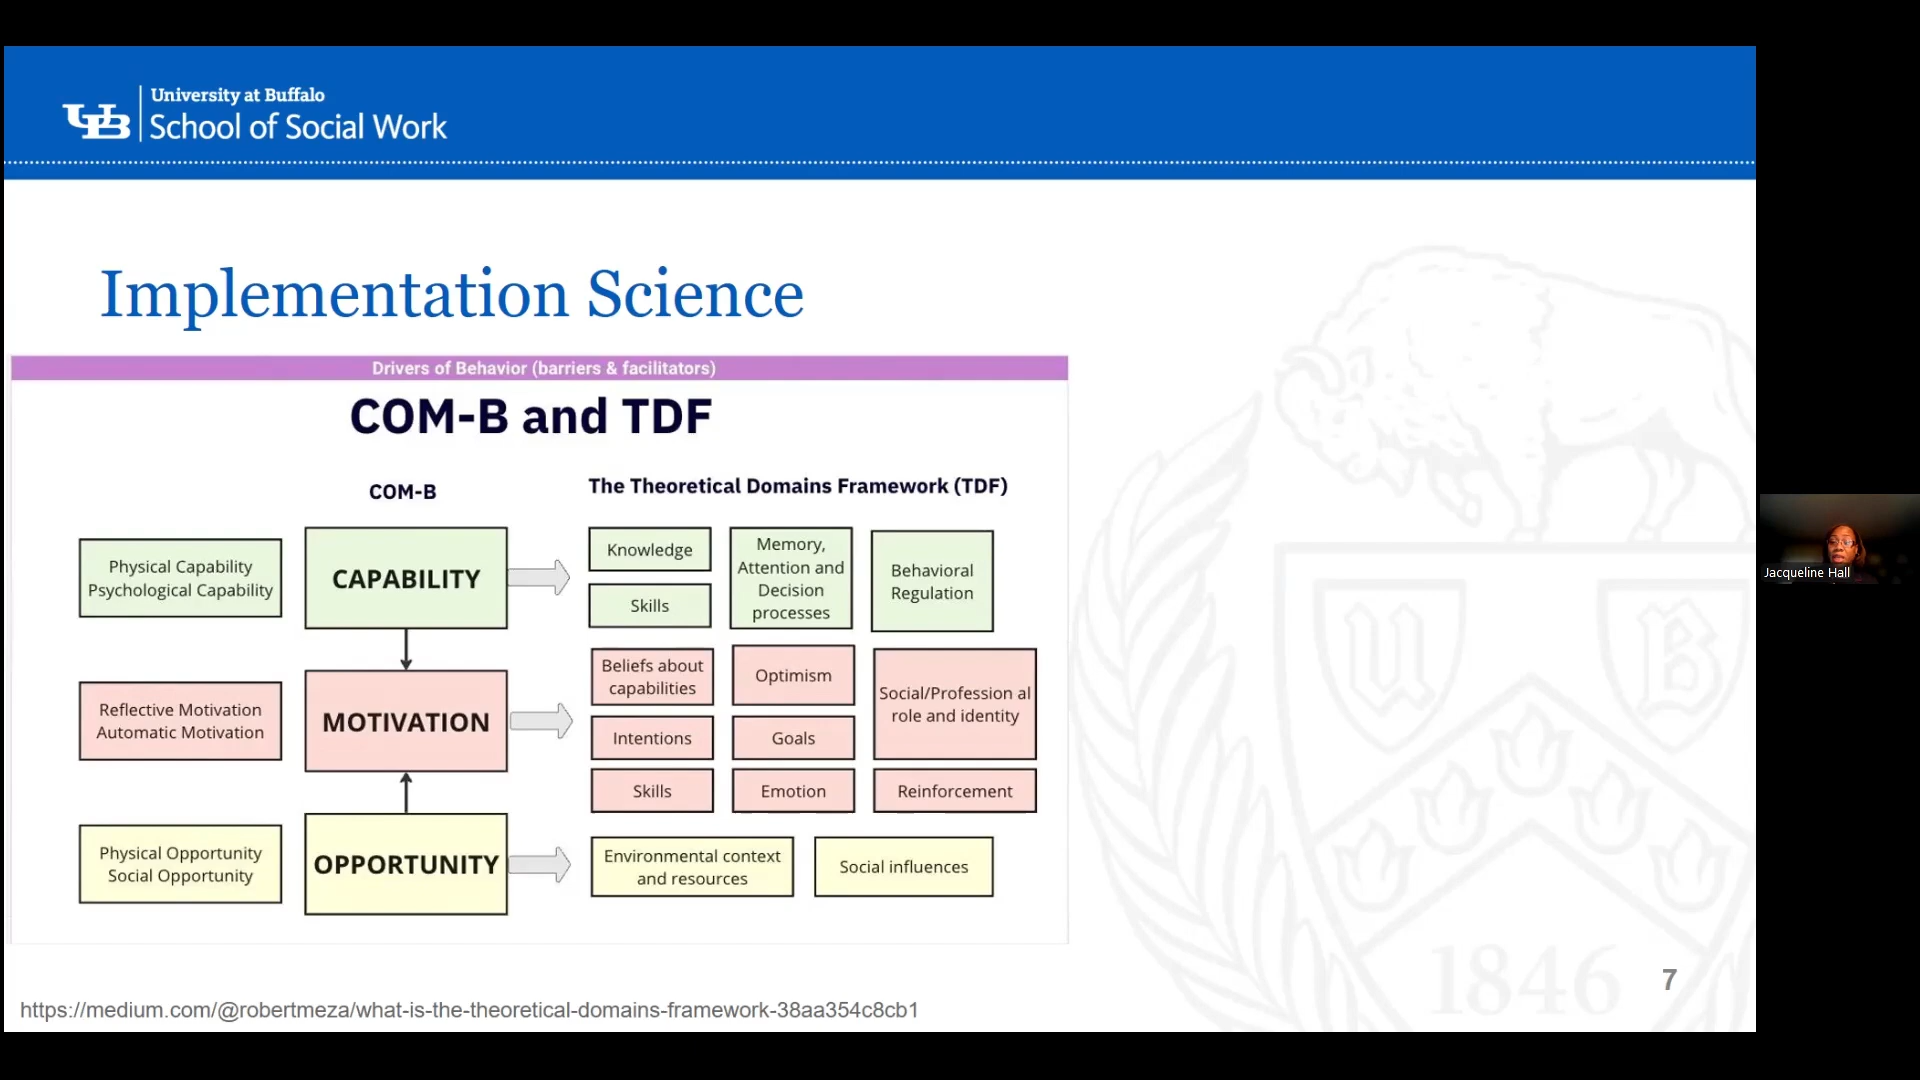 University at Buffalo
School of Social Work
Implementation Science
Drivers of Behavior (barriers & facilitators)
COM-B and TDF
COM-B
The Theoretical Domains Framework (TDF)
Physical Capability
Psychological Capability
CAPABILITY
Knowledge
Skills
Memory,
Attention and
Decision
processes
Behavioral
Regulation
Reflective Motivation
Automatic Motivation
MOTIVATION
Beliefs about
capabilities
Optimism
Social/Profession al
role and identity
Intentions
Goals
Skills
Emotion
Reinforcement
Physical Opportunity
Social Opportunity
OPPORTUNITY
Environmental context
and resources
Social influences
https://medium.com/@robertmeza/what-is-the-theoretical-domains-framework-38aa354c8cb1
7
U B
1846
Jacqueline Hall